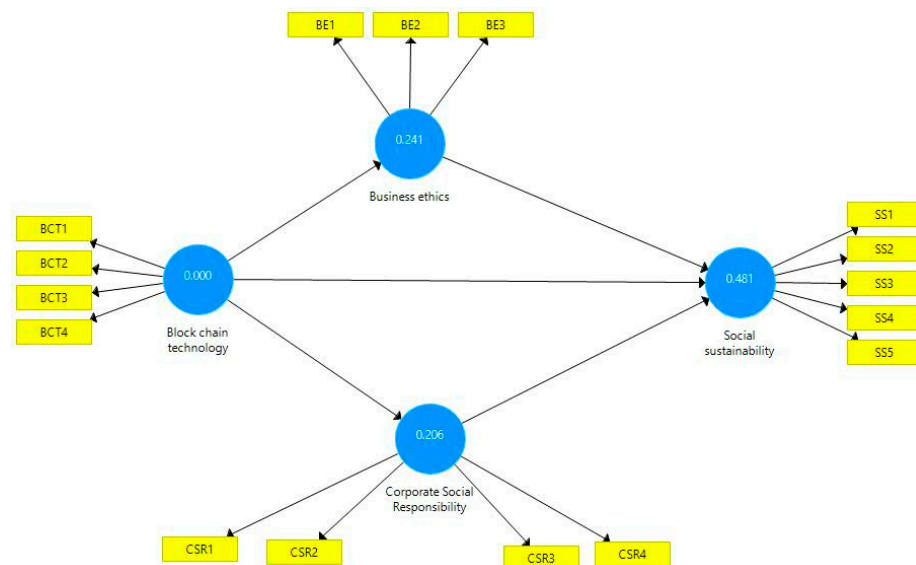 BE1
BE2
BE3
0.241
Business ethics
BCT1
BCT2
BCT3
BCT4
0.000
Block chain
technology
SS1
SS2
SS3
SS4
SS5
0.481
Social
sustainability
0.206
Corporate Social
Responsibility
CSR1
CSR2
CSR3
CSR4